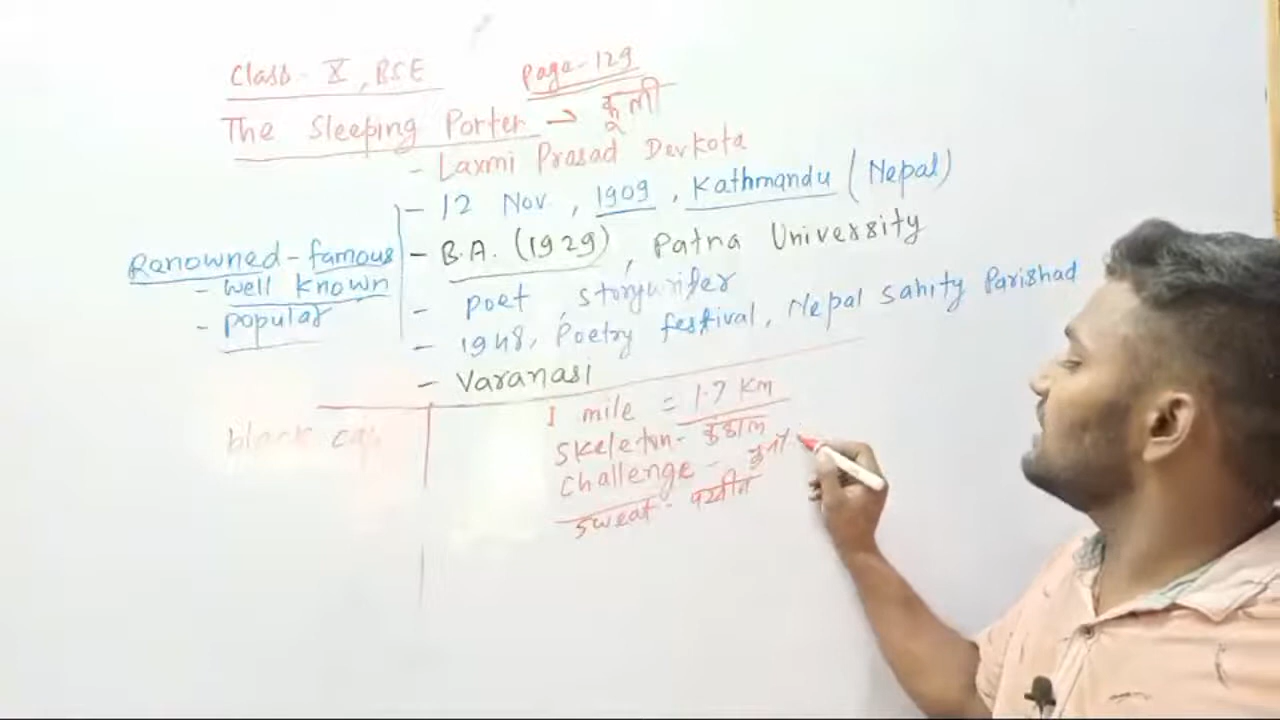 Class - X, BSE
Page-129
The Sleeping Porter → कूली
- Laxmi Prasad Devkota
- 12 Nov, 1909, Kathmandu (Nepal)
Ranowned - famous
- well known
- popular
- B.A. (1929), Patna University
- poet, storywriter
- 1948, Poetry festival, Nepal Sahity Parishad
- Varanasi
1 mile = 1.7 Km
black cap
Skeleton -
challenge - चुनौ
sweat - पसीन